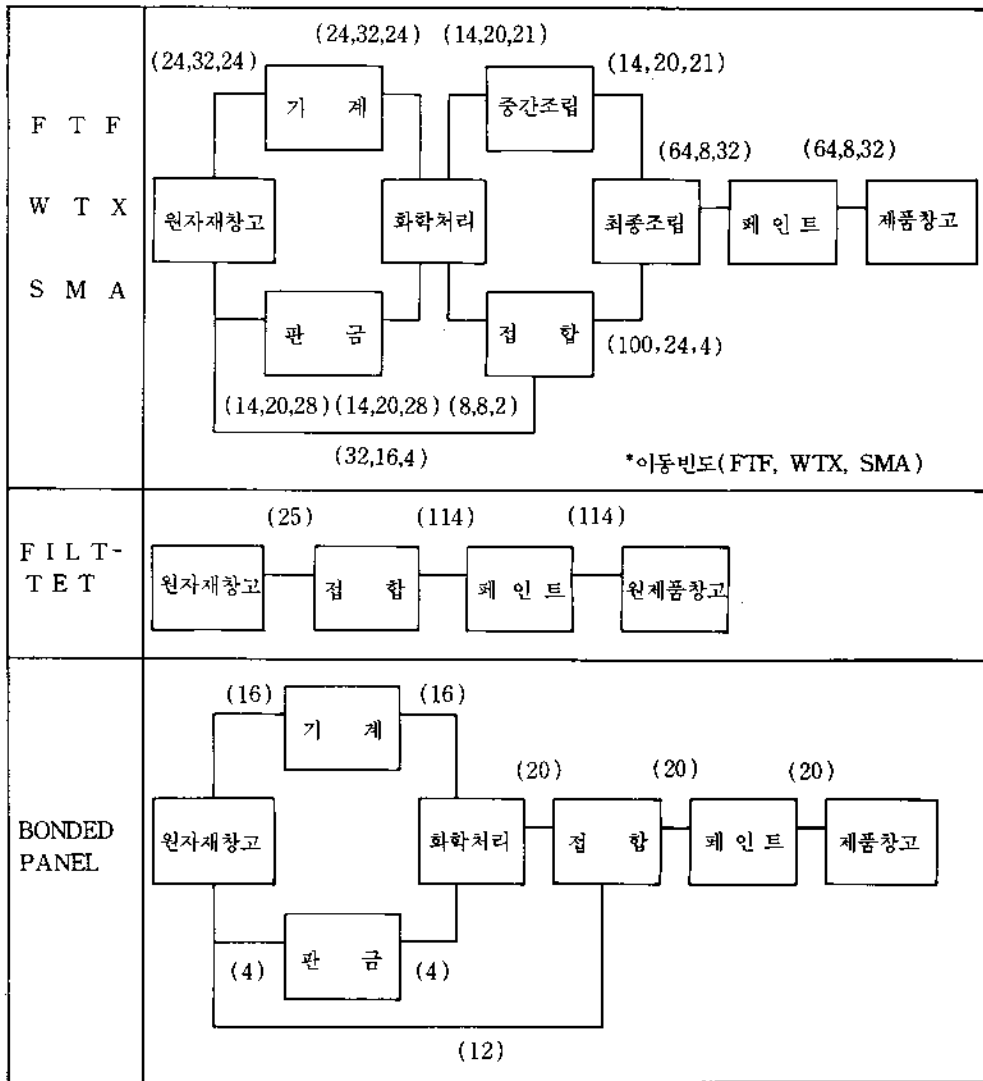 F T F
W T X
S M A
(24,32,24)
(24,32,24)
(14,20,21)
(14,20,21)
기 계
중간조립
(64,8,32)
(64,8,32)
원자재창고
화학처리
최종조립
페 인 트
제품창고
판 금
접 합
(100,24,4)
(14,20,28)
(14,20,28)
(8,8,2)
(32,16,4)
*이동빈도(FTF, WTX, SMA)
FILT-
TET
(25)
(114)
(114)
원자재창고
접 합
페 인 트
원제품창고
BONDED
PANEL
(16)
(16)
기 계
(20)
(20)
(20)
원자재창고
화학처리
접 합
페 인 트
제품창고
판 금
(4)
(4)
(12)